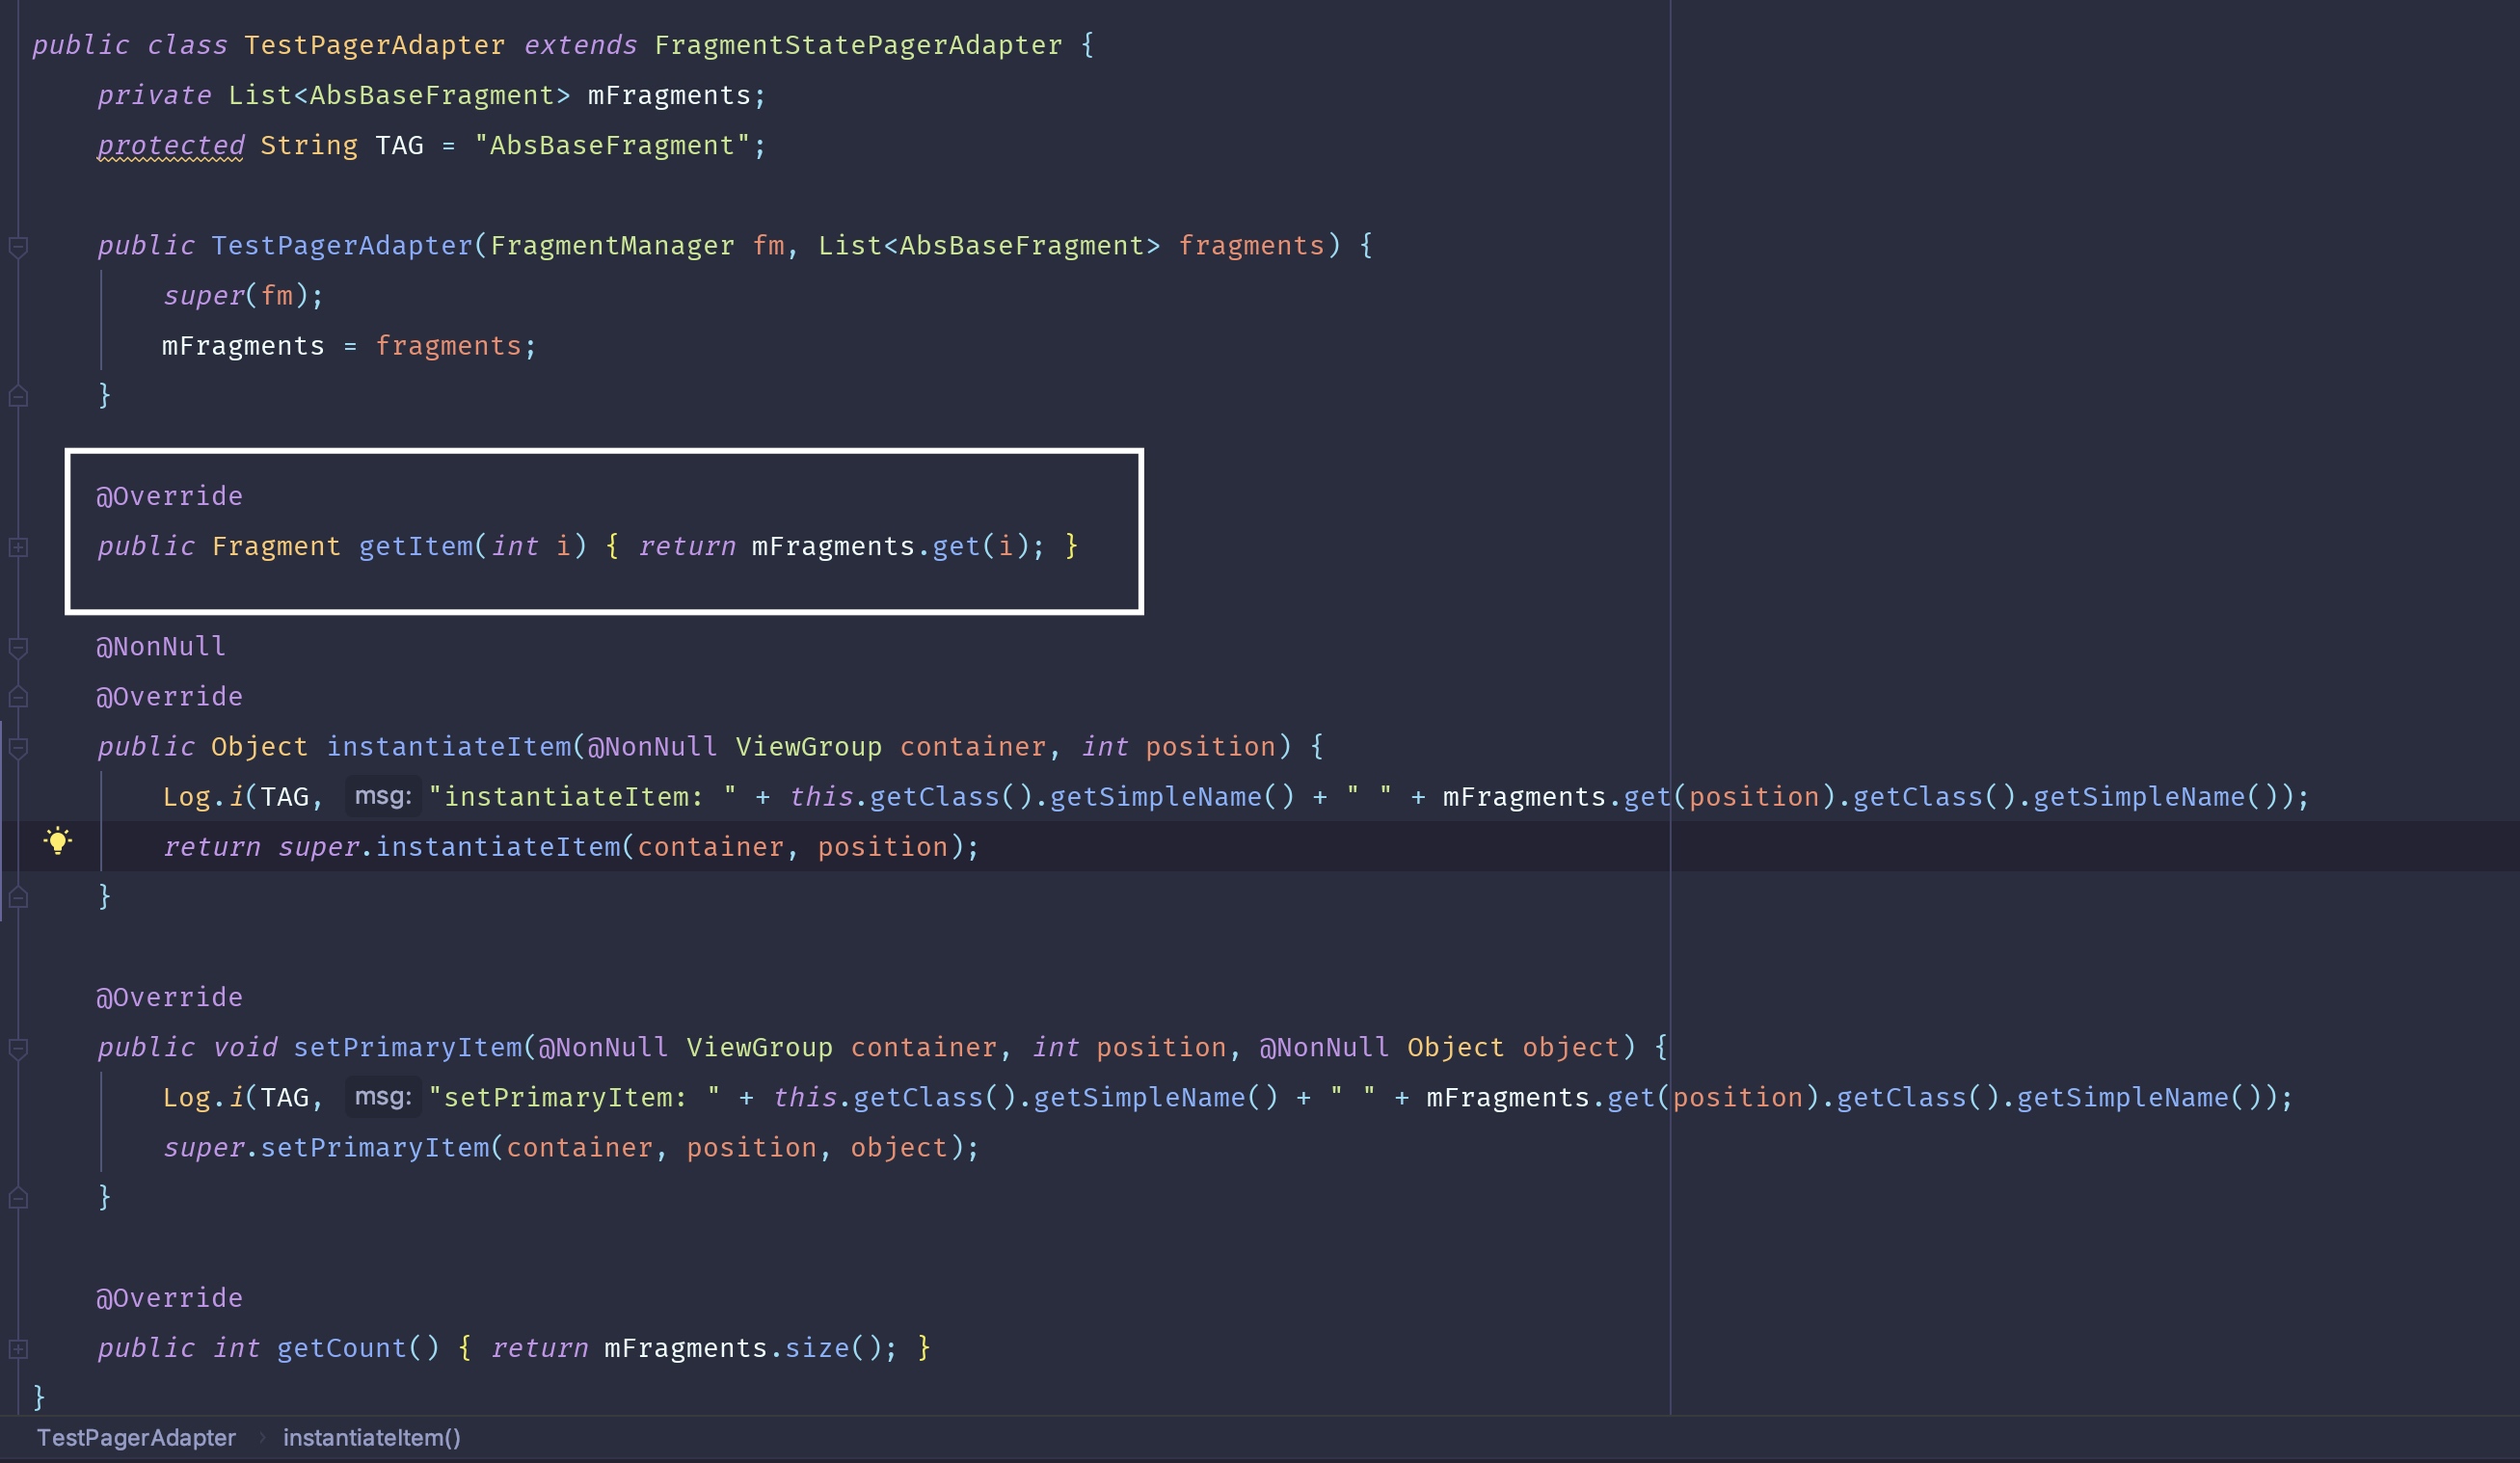 public class TestPagerAdapter extends FragmentStatePagerAdapter {
private List<AbsBaseFragment> mFragments;
protected String TAG = "AbsBaseFragment";
public TestPagerAdapter(FragmentManager fm, List<AbsBaseFragment> fragments) {
super(fm);
mFragments = fragments;
}
@Override
public Fragment getItem(int i) { return mFragments.get(i); }
@NonNull
@Override
public Object instantiateItem(@NonNull ViewGroup container, int position) {
Log.i(TAG, msg: "instantiateItem: " + this.getClass().getSimpleName() + " " + mFragments.get(position).getClass().getSimpleName());
return super.instantiateItem(container, position);
}
@Override
public void setPrimaryItem(@NonNull ViewGroup container, int position, @NonNull Object object) {
Log.i(TAG, msg: "setPrimaryItem: " + this.getClass().getSimpleName() + " " + mFragments.get(position).getClass().getSimpleName());
super.setPrimaryItem(container, position, object);
}
@Override
public int getCount() { return mFragments.size(); }
}
TestPagerAdapter › instantiateItem()